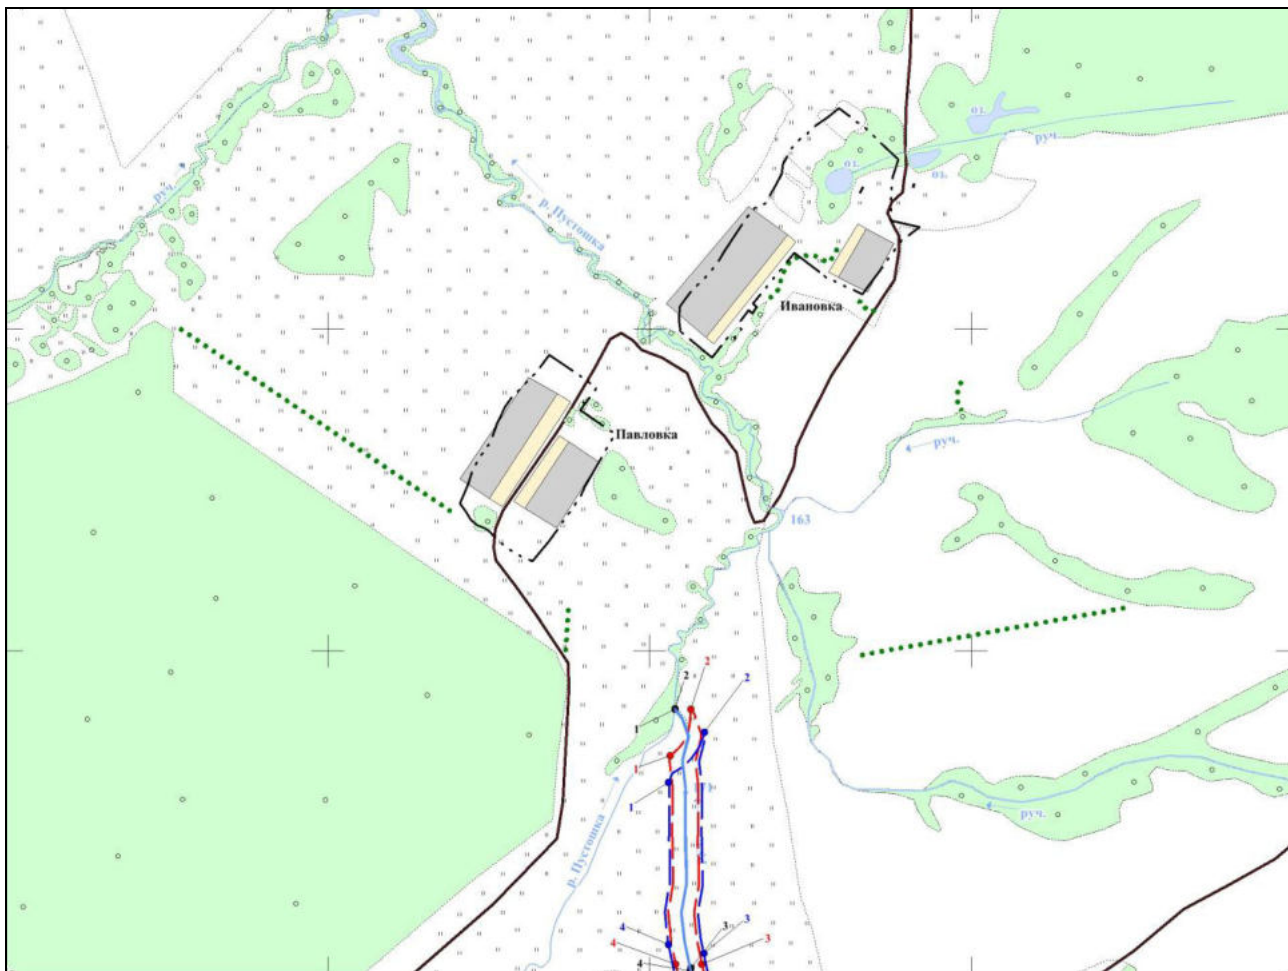 оз.
руч.
оз.
оз.
руч.
р. Пустошка
Ивановка
Павловка
руч.
163
2
2
2
1
1
1
руч.
р. Пустошка
4
3
3
4
3
4